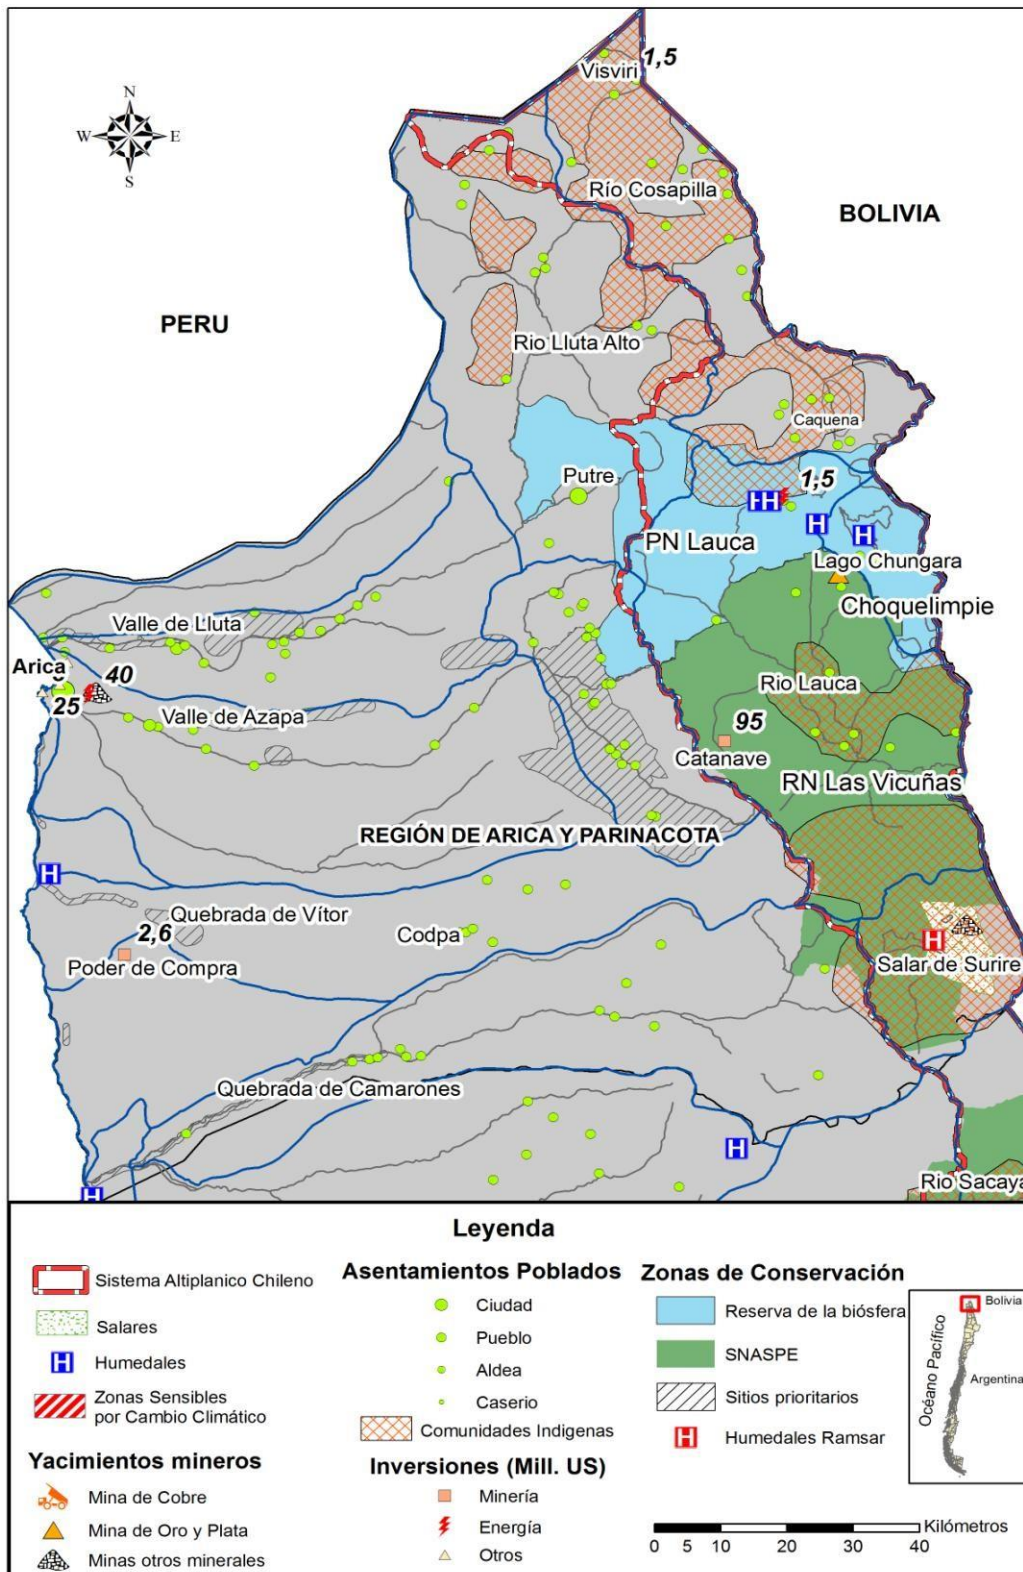 N
W E
S
Visviri
1,5
Río Cosapilla
BOLIVIA
PERU
Rio Lluta Alto
Caquena
Putre
1,5
H H
H
H
PN Lauca
Lago Chungara
Choquelimpie
Valle de Lluta
Arica
40
25
Valle de Azapa
Rio Lauca
95
Catanave
RN Las Vicuñas
REGIÓN DE ARICA Y PARINACOTA
H
Quebrada de Vítor
2,6
Poder de Compra
Codpa
H
Salar de Surire
Quebrada de Camarones
H
H
Rio Sacaya
Leyenda
Sistema Altiplanico Chileno
Salares
H Humedales
Zonas Sensibles
por Cambio Climático
Yacimientos mineros
Mina de Cobre
Mina de Oro y Plata
Minas otros minerales
Asentamientos Poblados
Ciudad
Pueblo
Aldea
Caserio
Comunidades Indigenas
Inversiones (Mill. US)
Minería
Energía
Otros
Zonas de Conservación
Reserva de la biósfera
SNASPE
Sitios prioritarios
H Humedales Ramsar
Bolivia
Océano Pacífico
Argentina
Kilómetros
0 5 10 20 30 40